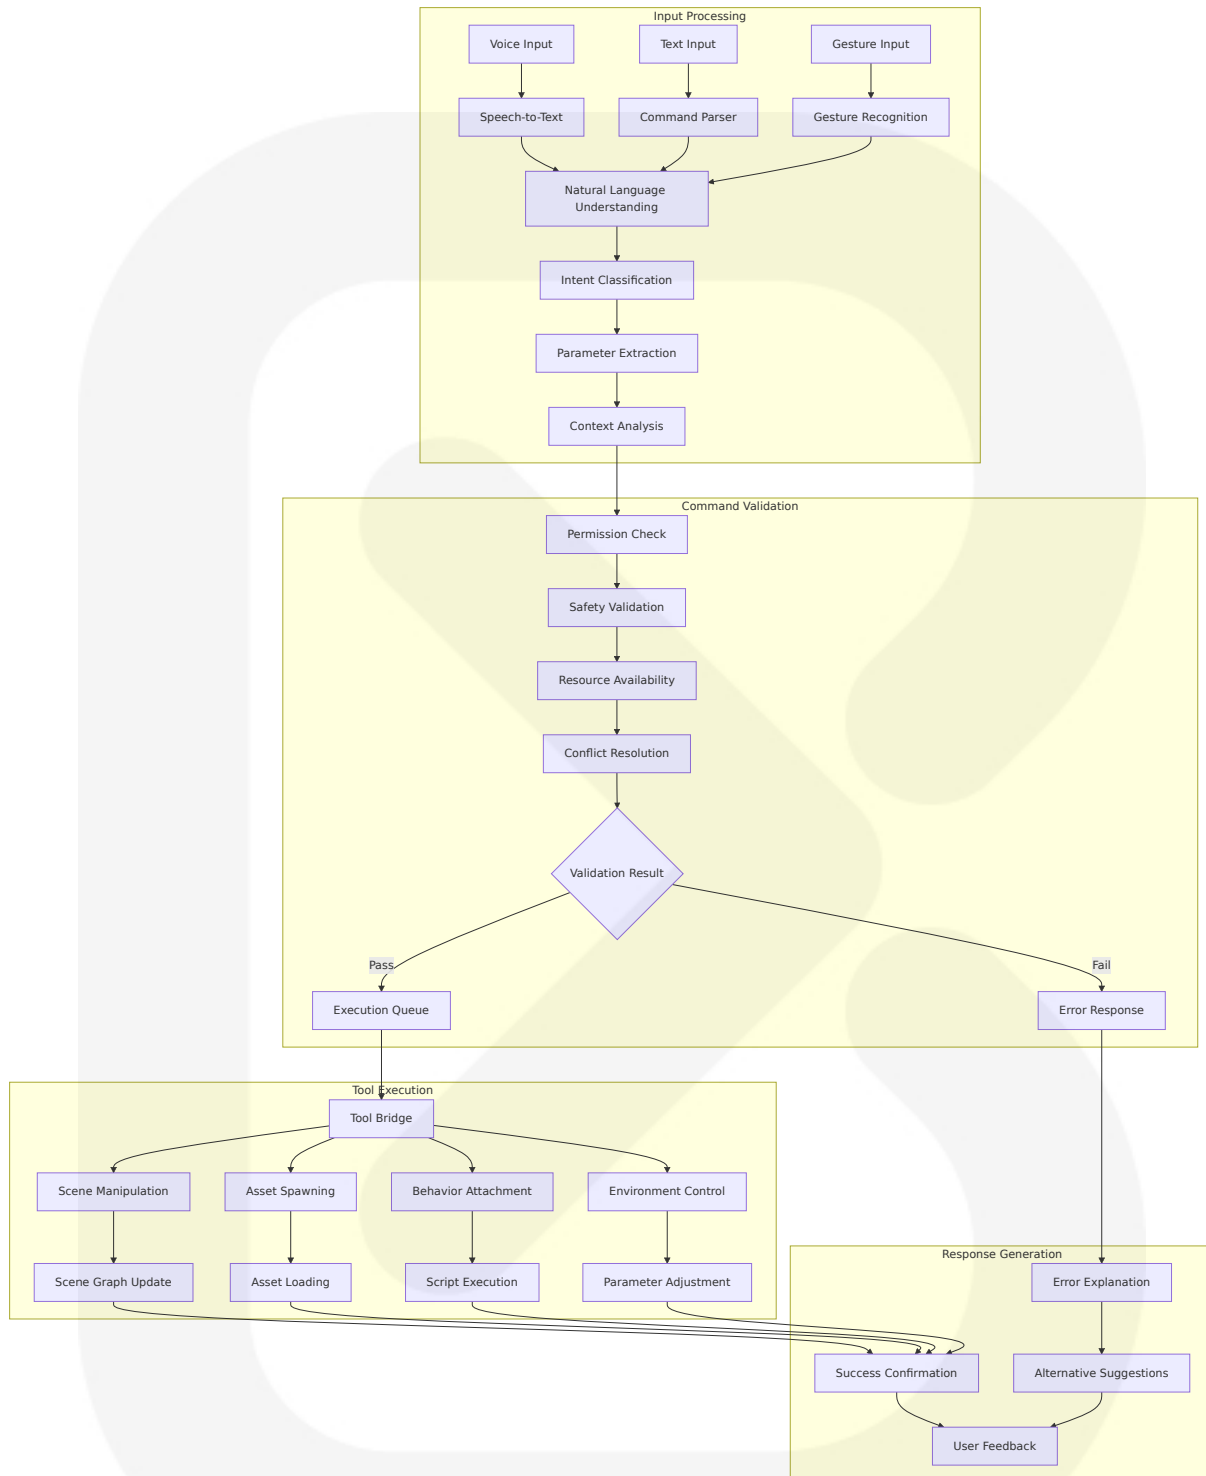 Input Processing
Voice Input
Text Input
Gesture Input
Speech-to-Text
Command Parser
Gesture Recognition
Natural Language
Understanding
Intent Classification
Parameter Extraction
Context Analysis
Command Validation
Permission Check
Safety Validation
Resource Availability
Conflict Resolution
Validation Result
Pass
Fail
Execution Queue
Error Response
Tool Execution
Tool Bridge
Scene Manipulation
Asset Spawning
Behavior Attachment
Environment Control
Response Generation
Scene Graph Update
Asset Loading
Script Execution
Parameter Adjustment
Error Explanation
Success Confirmation
Alternative Suggestions
User Feedback